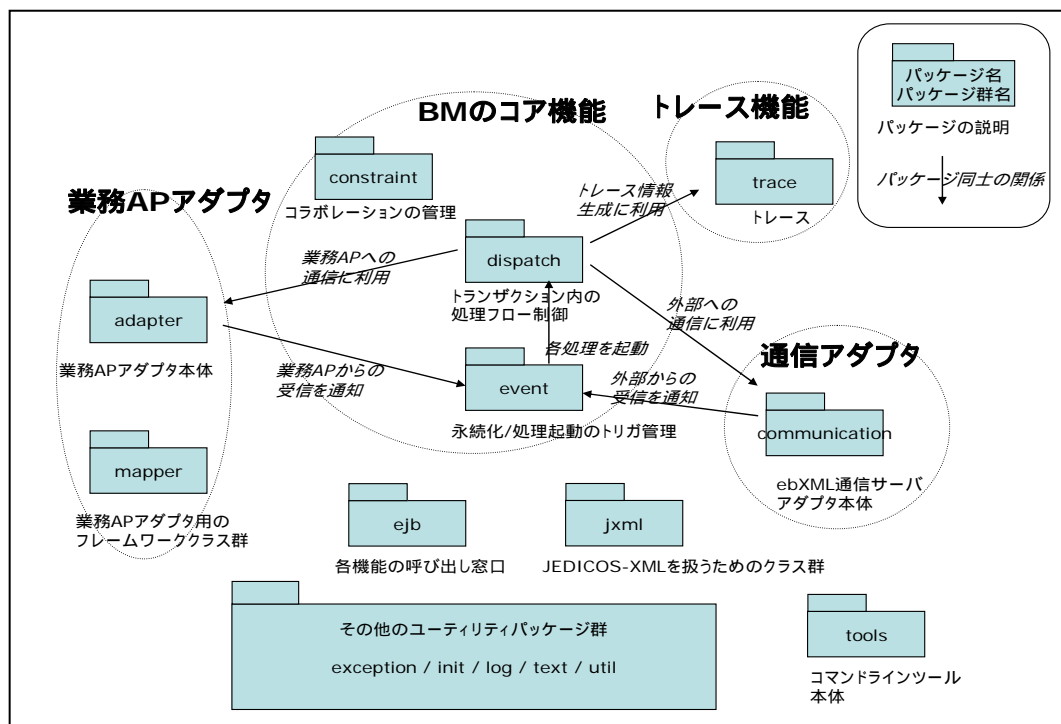 パッケージ名
パッケージ群名
パッケージの説明
パッケージ同士の関係
BMのコア機能
トレース機能
業務APアダプタ
通信アダプタ
constraint
コラボレーションの管理
トレース情報
生成に利用
trace
トレース
業務APへの
通信に利用
dispatch
トランザクション内の
処理フロー制御
外部への
通信に利用
adapter
業務APアダプタ本体
業務APからの
受信を通知
各処理を起動
event
永続化/処理起動のトリガ管理
外部からの
受信を通知
communication
ebXML通信サーバ
アダプタ本体
mapper
業務APアダプタ用の
フレームワーククラス群
ejb
各機能の呼び出し窓口
jxml
JEDICOS-XMLを扱うためのクラス群
その他のユーティリティパッケージ群
exception / init / log / text / util
tools
コマンドラインツール
本体